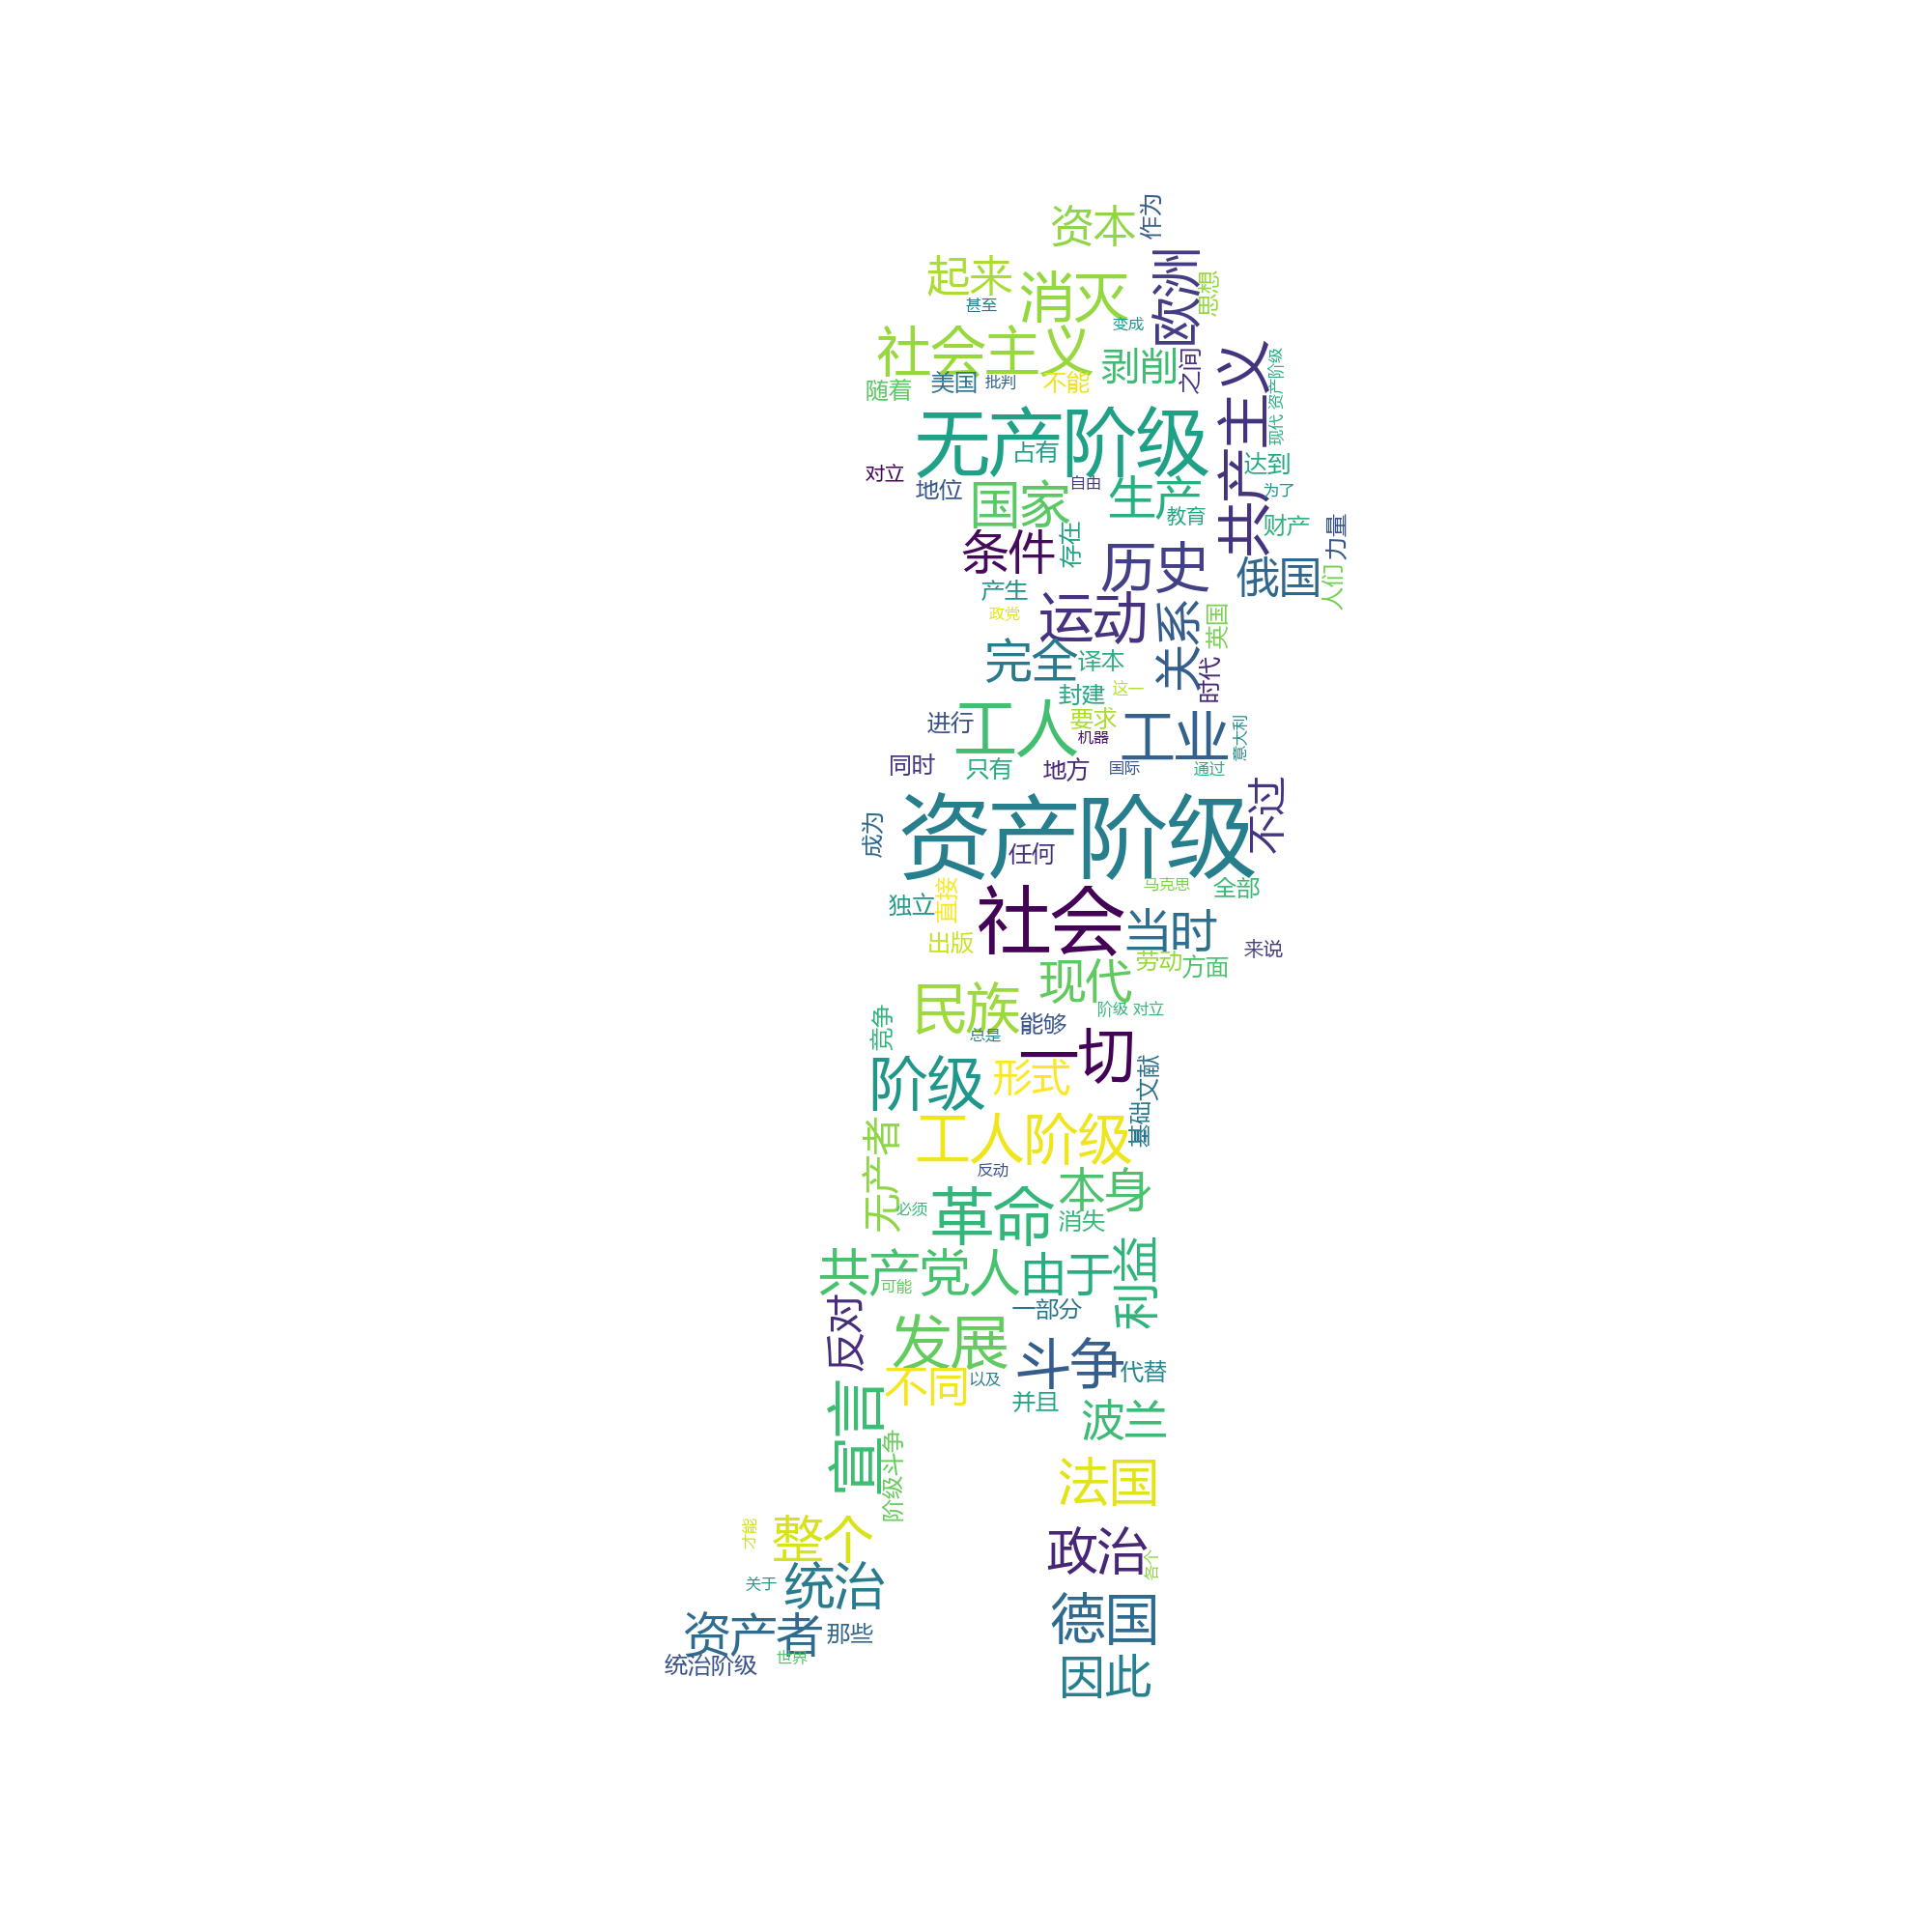 资本
作为
欧洲
起来
消灭
思想
甚至
变成
社会主义
剥削
之间
共产主义
现代 资产阶级
随着
美国
批判
不能
无产阶级
占有
达到
对立
地位
国家
自由
生产
为了
教育
财产
力量
条件
存在
历史
俄国
人们
产生
政党
运动
关系
英国
完全
译本
时代
封建
这一
进行
工人
要求
工业
意大利
机器
同时
只有
地方
国际
通过
不过
资产阶级
成为
任何
马克思
全部
独立
直接
社会
当时
出版
来说
劳动
方面
现代
民族
阶级 对立
竞争
总是
能够
一切
阶级
形式
文献
基础
工人阶级
无产者
反动
本身
必须
革命
消失
共产党人
由于
利益
可能
一部分
反对
发展
斗争
代替
不同
以及
并且
宣言
波兰
阶级斗争
法国
才能
整个
政治
各个
关于
统治
德国
资产者
那些
统治阶级
世界
因此